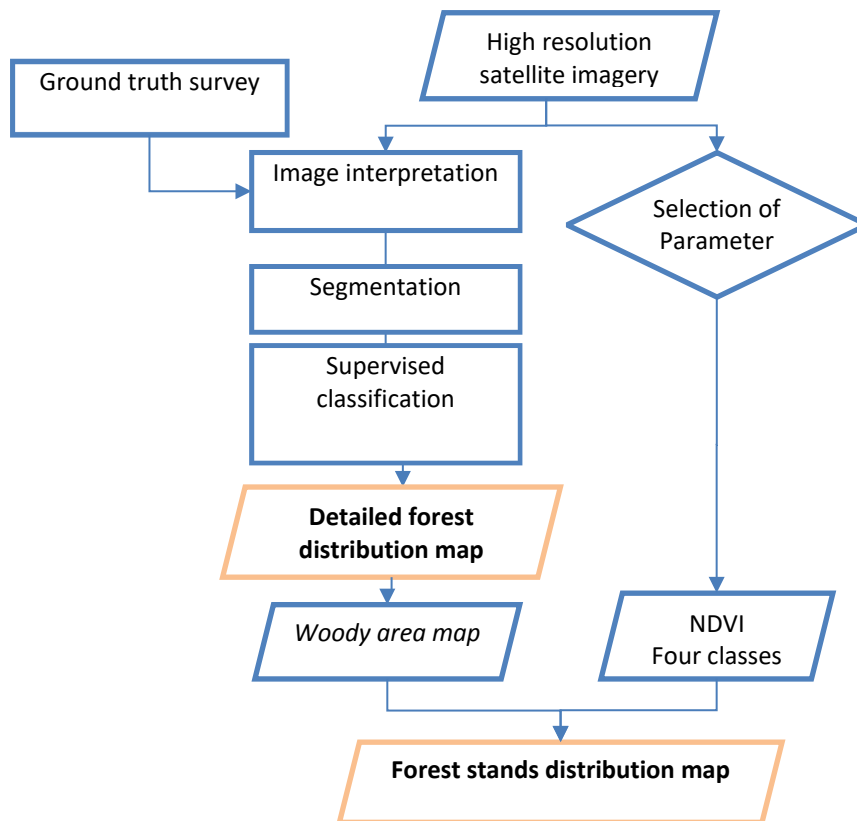 High resolution
satellite imagery
Ground truth survey
Image interpretation
Selection of
Parameter
Segmentation
Supervised
classification
Detailed forest
distribution map
Woody area map
NDVI
Four classes
Forest stands distribution map